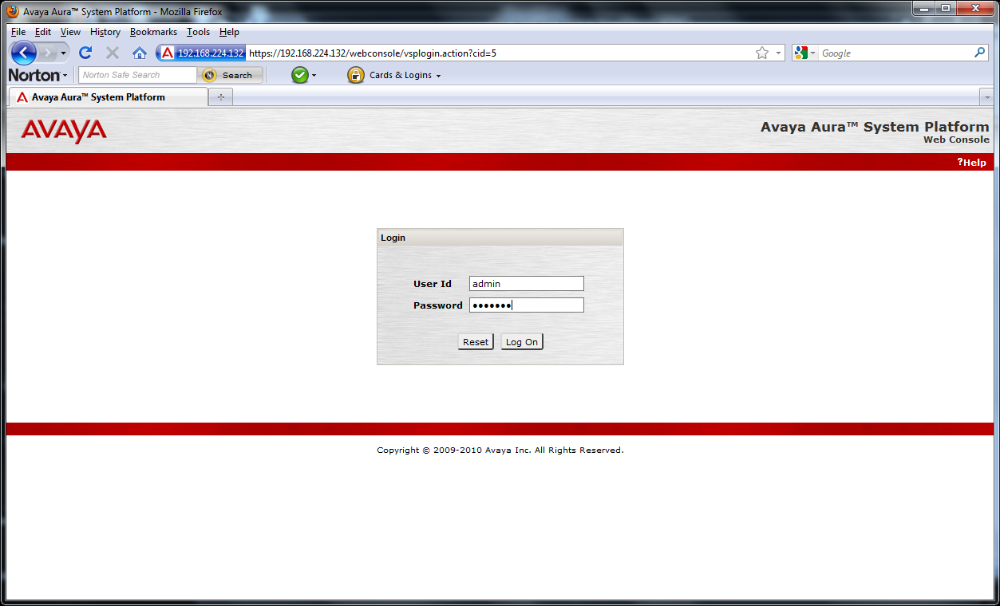 Avaya Aura™ System Platform - Mozilla Firefox
File Edit View History Bookmarks Tools Help
192.168.224.132 https://192.168.224.132/webconsole/vsplogin.action?cid=5 Google
Norton Norton Safe Search Search Cards & Logins
Avaya Aura™ System Platform
AVAYA
Avaya Aura™ System Platform
Web Console
?Help
Login
User Id admin
Password •••••••
Reset Log On
Copyright © 2009-2010 Avaya Inc. All Rights Reserved.